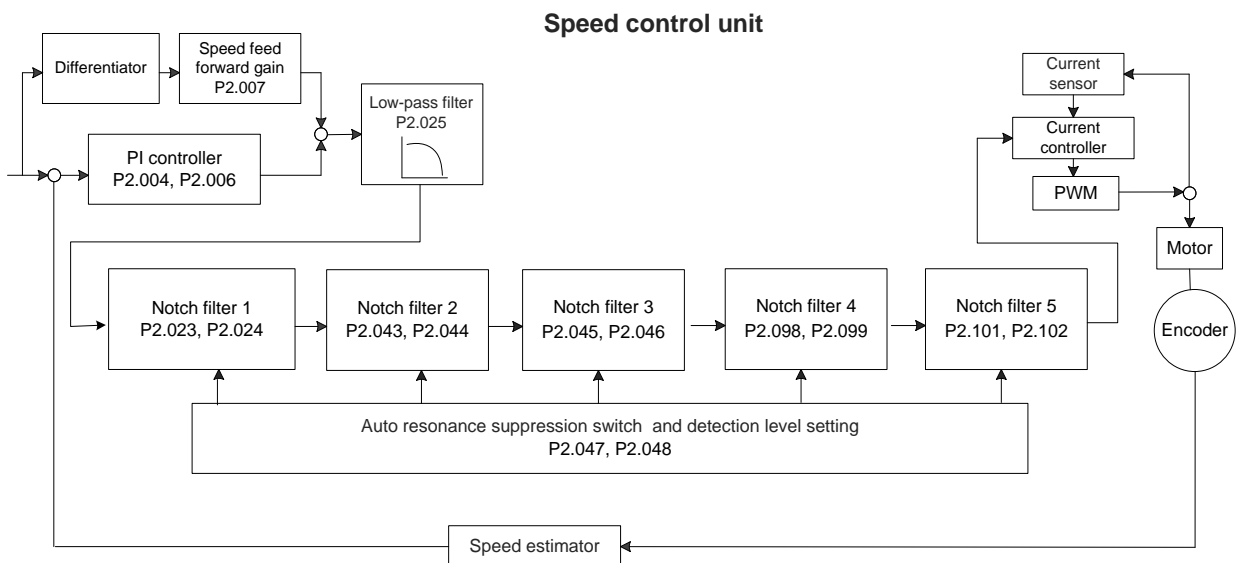 Speed control unit
Differentiator
Speed feed
forward gain
P2.007
Low-pass filter
P2.025
PI controller
P2.004, P2.006
Current
sensor
Current
controller
PWM
Motor
Encoder
Notch filter 1
P2.023, P2.024
Notch filter 2
P2.043, P2.044
Notch filter 3
P2.045, P2.046
Notch filter 4
P2.098, P2.099
Notch filter 5
P2.101, P2.102
Auto resonance suppression switch and detection level setting
P2.047, P2.048
Speed estimator